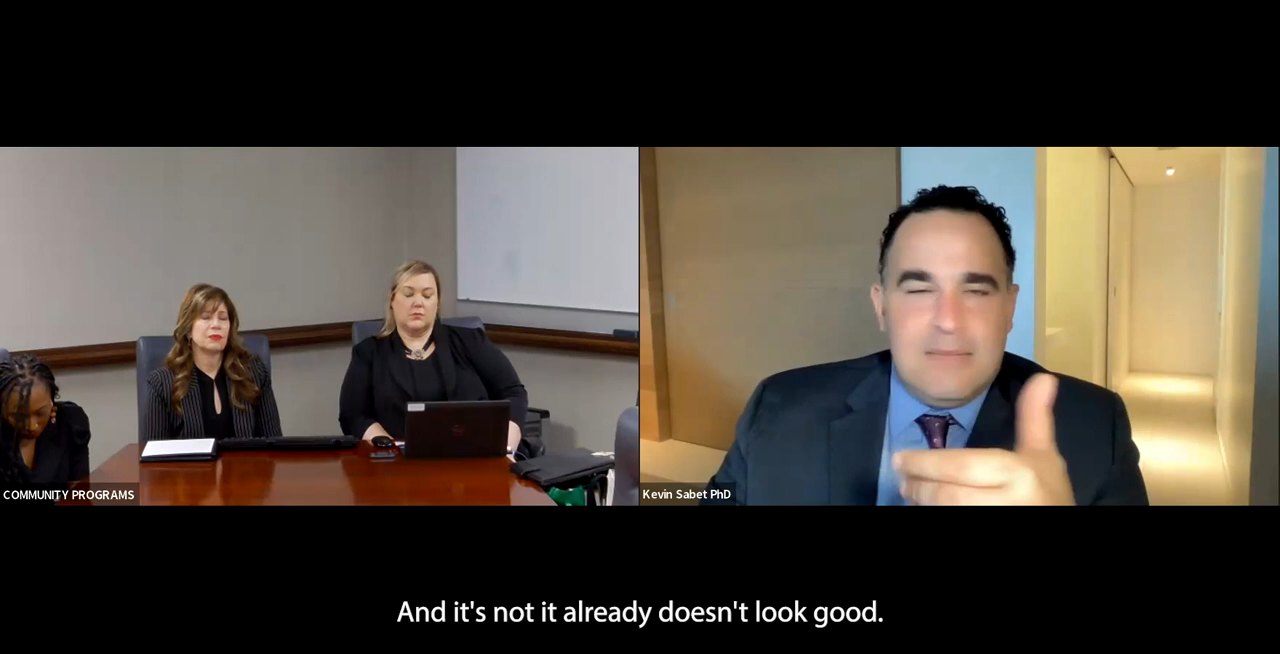 COMMUNITY PROGRAMS
Kevin Sabet PhD
And it's not it already doesn't look good.